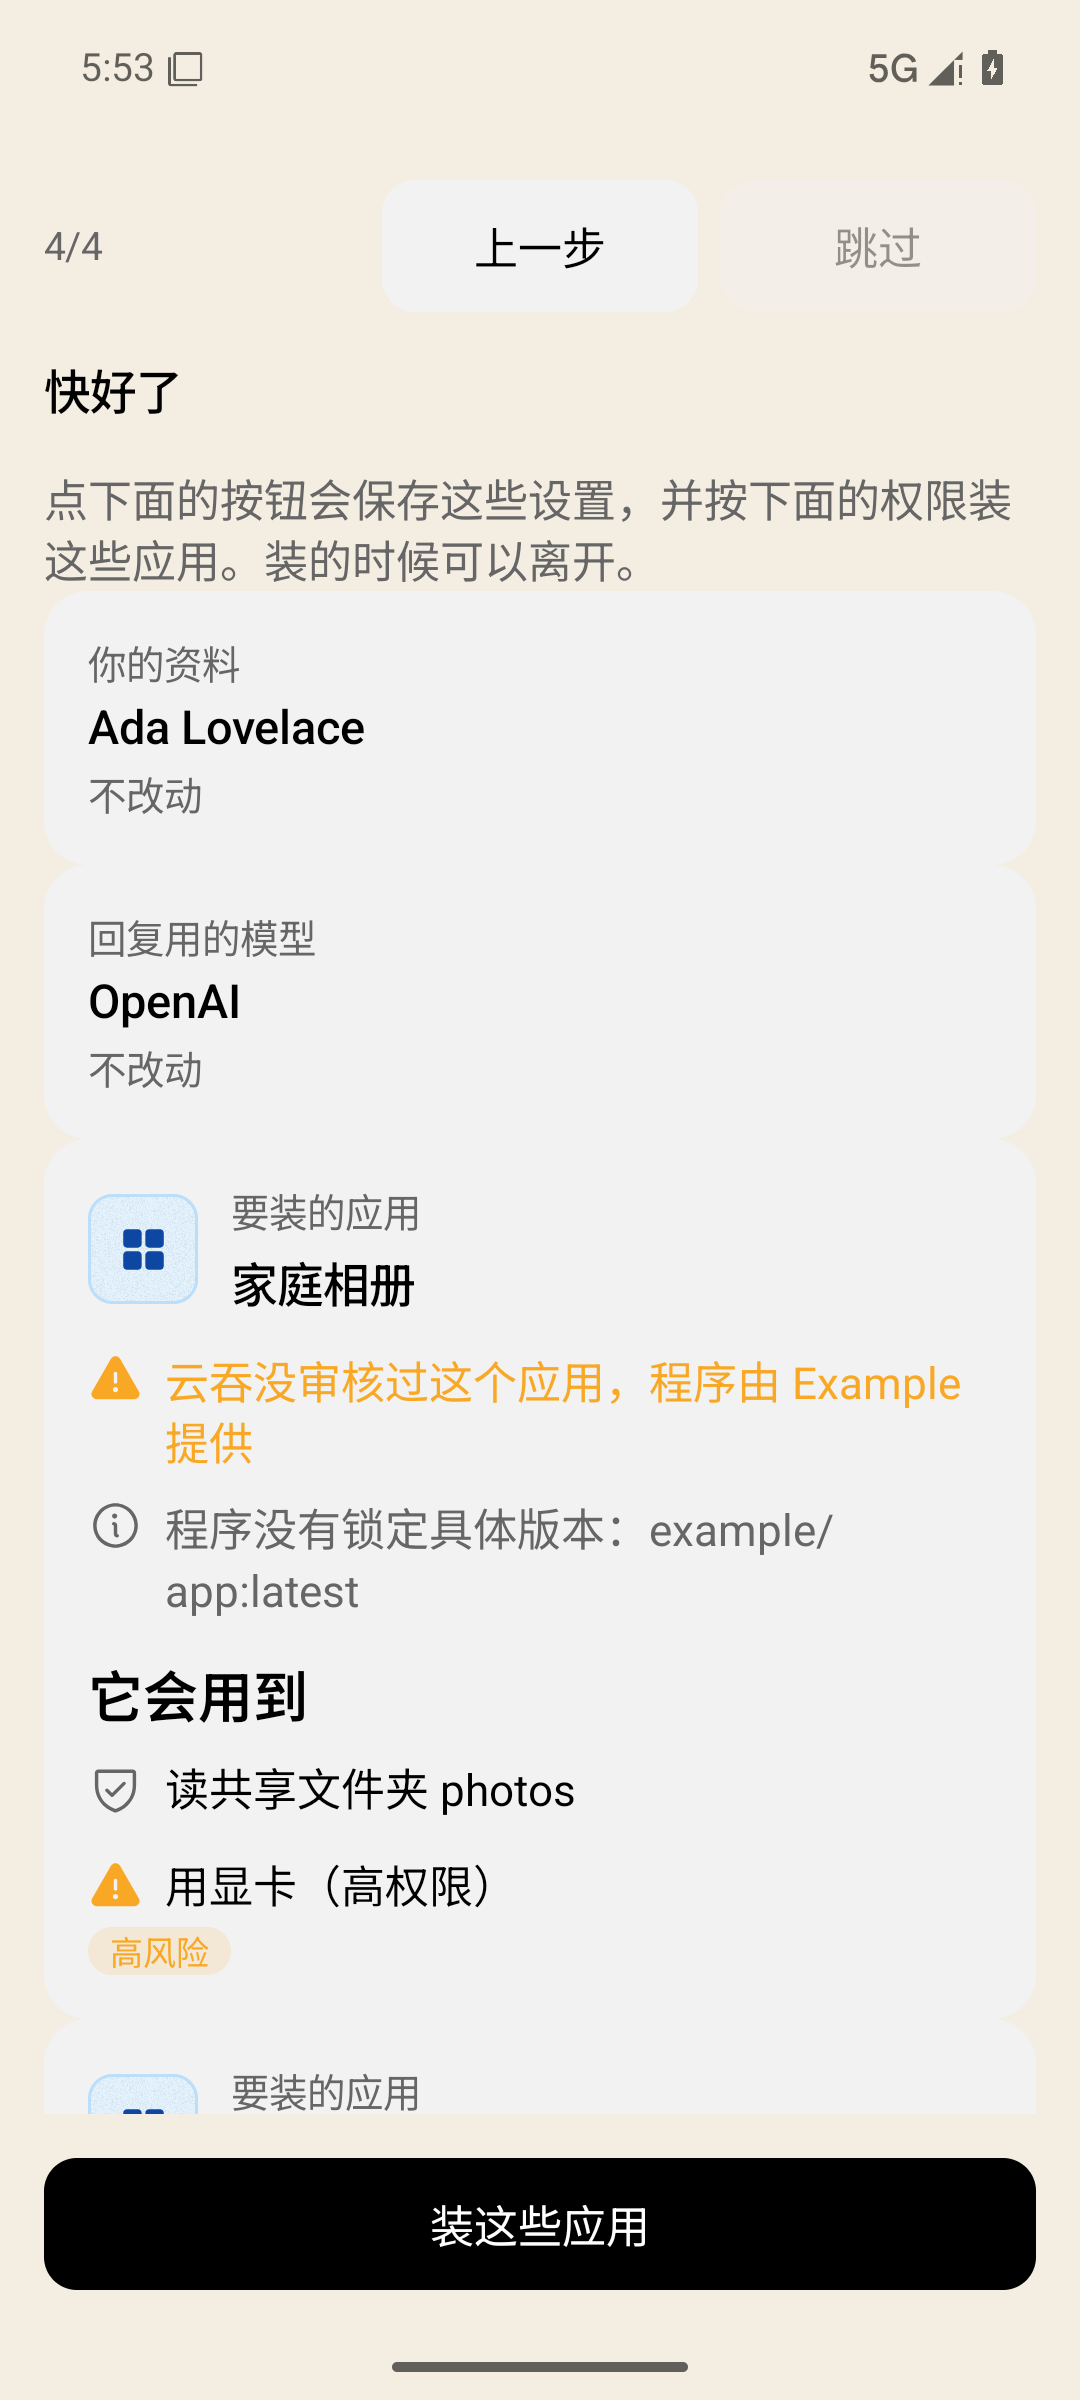 5:53
5G
4/4
上一步
跳过
快好了
点下面的按钮会保存这些设置，并按下面的权限装
这些应用。装的时候可以离开。
你的资料
Ada Lovelace
不改动
回复用的模型
OpenAI
不改动
要装的应用
家庭相册
云吞没审核过这个应用，程序由 Example
提供
程序没有锁定具体版本：example/
app:latest
它会用到
读共享文件夹 photos
用显卡（高权限）
高风险
要装的应用
装这些应用